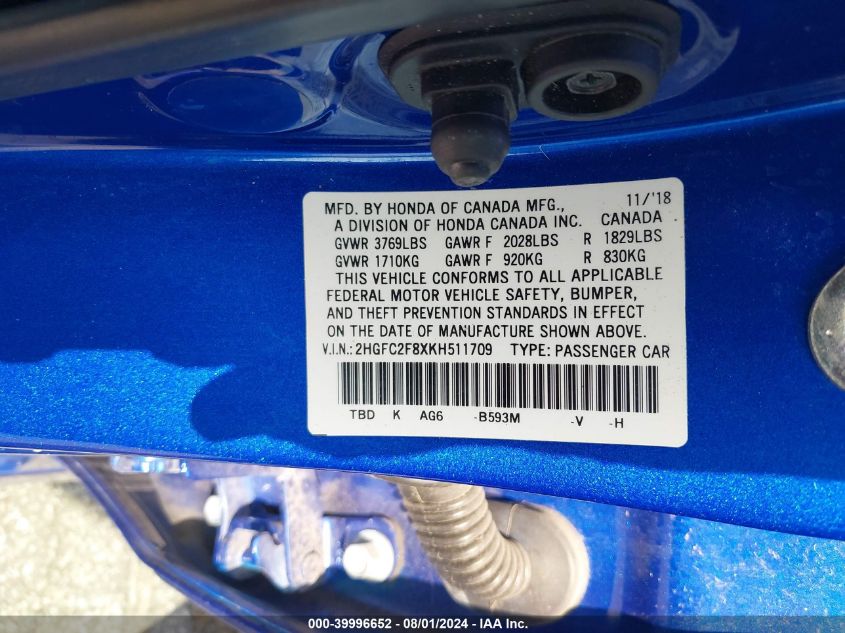 MFD. BY HONDA OF CANADA MFG., 11/'18
A DIVISION OF HONDA CANADA INC. CANADA
GVWR 3769LBS GAWR F 2028LBS R 1829LBS
GVWR 1710KG GAWR F 920KG R 830KG
THIS VEHICLE CONFORMS TO ALL APPLICABLE
FEDERAL MOTOR VEHICLE SAFETY, BUMPER,
AND THEFT PREVENTION STANDARDS IN EFFECT
ON THE DATE OF MANUFACTURE SHOWN ABOVE.
V.I.N.: 2HGFC2F8XKH511709 TYPE: PASSENGER CAR
TBD K AG6 -B593M -V -H
000-39996652 - 08/01/2024 - IAA Inc.